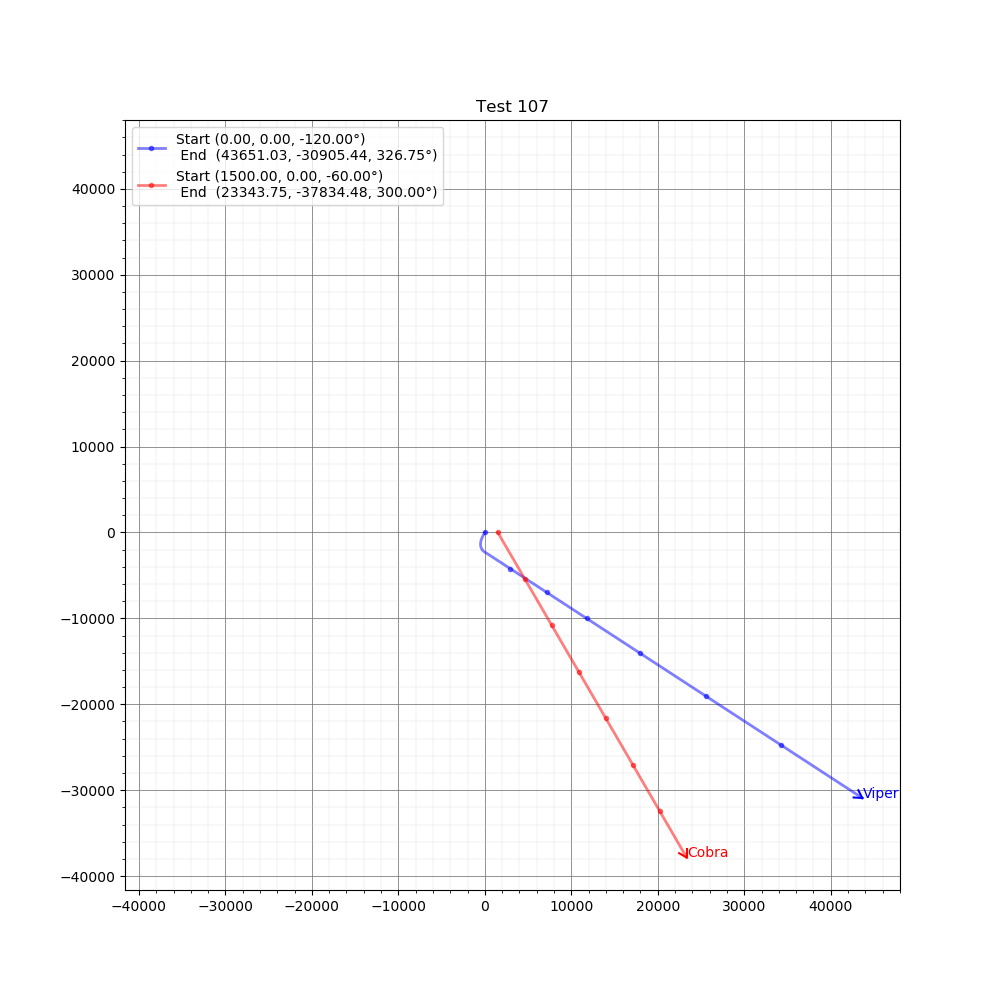 Test 107
Start (0.00, 0.00, -120.00°)
End  (43651.03, -30905.44, 326.75°)
Start (1500.00, 0.00, -60.00°)
End  (23343.75, -37834.48, 300.00°)
40000
30000
20000
10000
0
−10000
−20000
−30000
−40000
Viper
Cobra
−40000 −30000 −20000 −10000 0 10000 20000 30000 40000